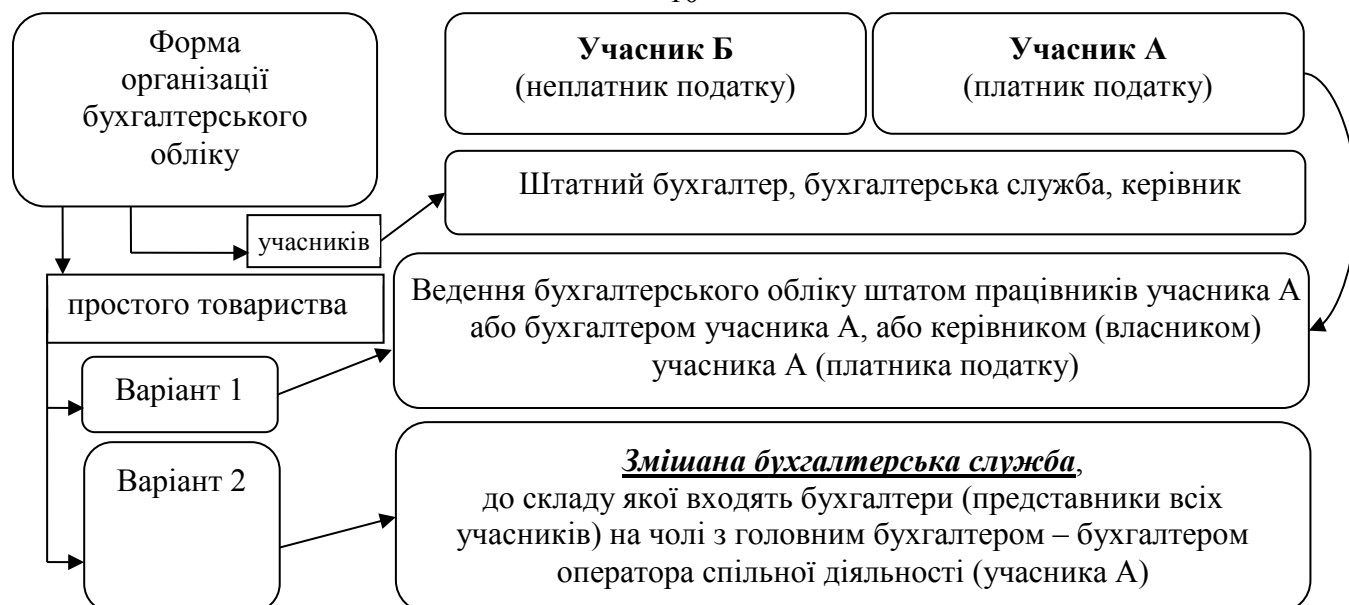 Форма
організації
бухгалтерського
обліку
Учасник Б
(неплатник податку)
Учасник А
(платник податку)
Штатний бухгалтер, бухгалтерська служба, керівник
учасників
простого товариства
Ведення бухгалтерського обліку штатом працівників учасника А
або бухгалтером учасника А, або керівником (власником)
учасника А (платника податку)
Варіант 1
Варіант 2
Змішана бухгалтерська служба,
до складу якої входять бухгалтери (представники всіх
учасників) на чолі з головним бухгалтером – бухгалтером
оператора спільної діяльності (учасника А)